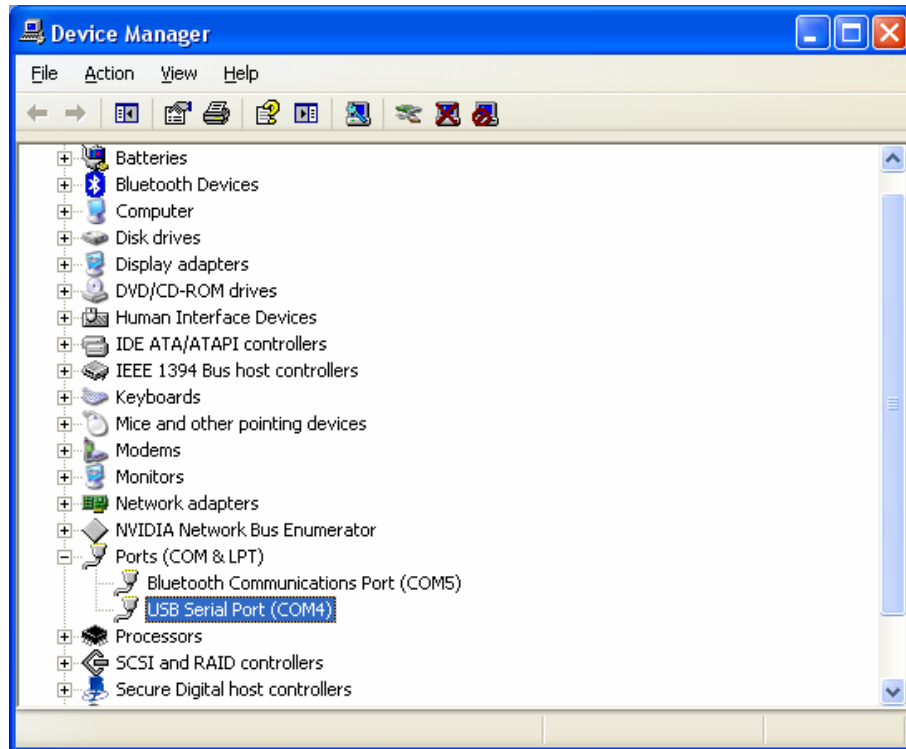 Device Manager
File Action View Help
Batteries
Bluetooth Devices
Computer
Disk drives
Display adapters
DVD/CD-ROM drives
Human Interface Devices
IDE ATA/ATAPI controllers
IEEE 1394 Bus host controllers
Keyboards
Mice and other pointing devices
Modems
Monitors
Network adapters
NVIDIA Network Bus Enumerator
Ports (COM & LPT)
Bluetooth Communications Port (COM5)
USB Serial Port (COM4)
Processors
SCSI and RAID controllers
Secure Digital host controllers